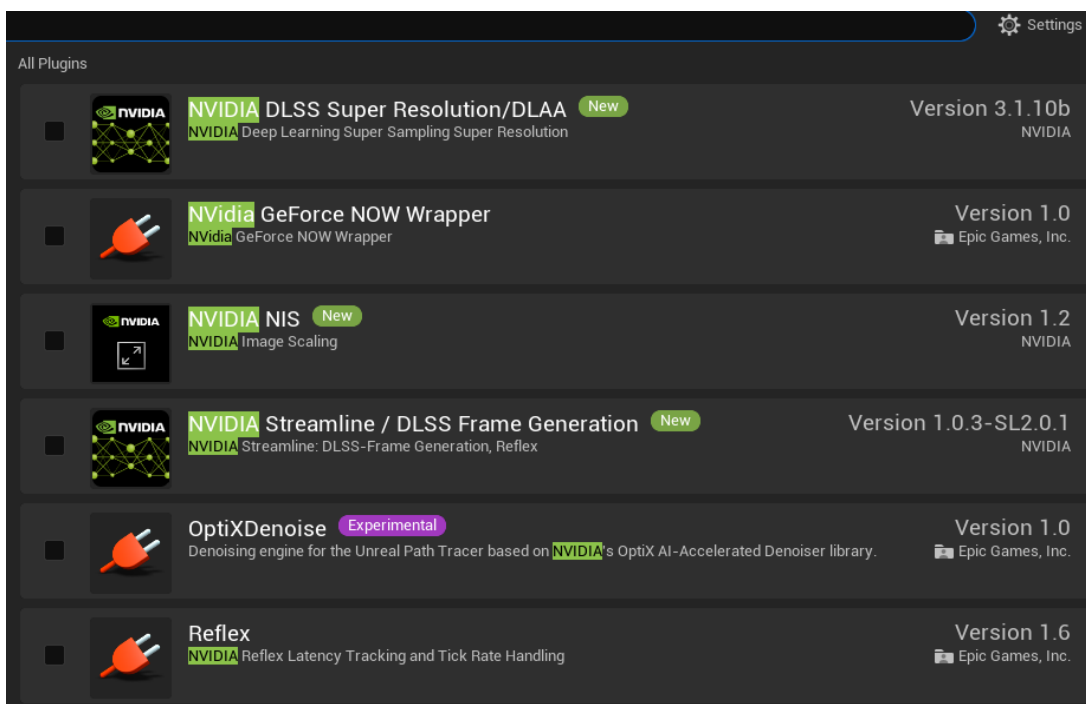 Settings
All Plugins
NVIDIA
NVIDIA DLSS Super Resolution/DLAA New
Version 3.1.10b
NVIDIA Deep Learning Super Sampling Super Resolution
NVIDIA
NVidia GeForce NOW Wrapper
Version 1.0
NVidia GeForce NOW Wrapper
Epic Games, Inc.
NVIDIA
NVIDIA NIS New
Version 1.2
NVIDIA Image Scaling
NVIDIA
NVIDIA
NVIDIA Streamline / DLSS Frame Generation New
Version 1.0.3-SL2.0.1
NVIDIA Streamline: DLSS-Frame Generation, Reflex
NVIDIA
OptiXDenoise Experimental
Version 1.0
Denoising engine for the Unreal Path Tracer based on NVIDIA's OptiX AI-Accelerated Denoiser library.
Epic Games, Inc.
Reflex
Version 1.6
NVIDIA Reflex Latency Tracking and Tick Rate Handling
Epic Games, Inc.